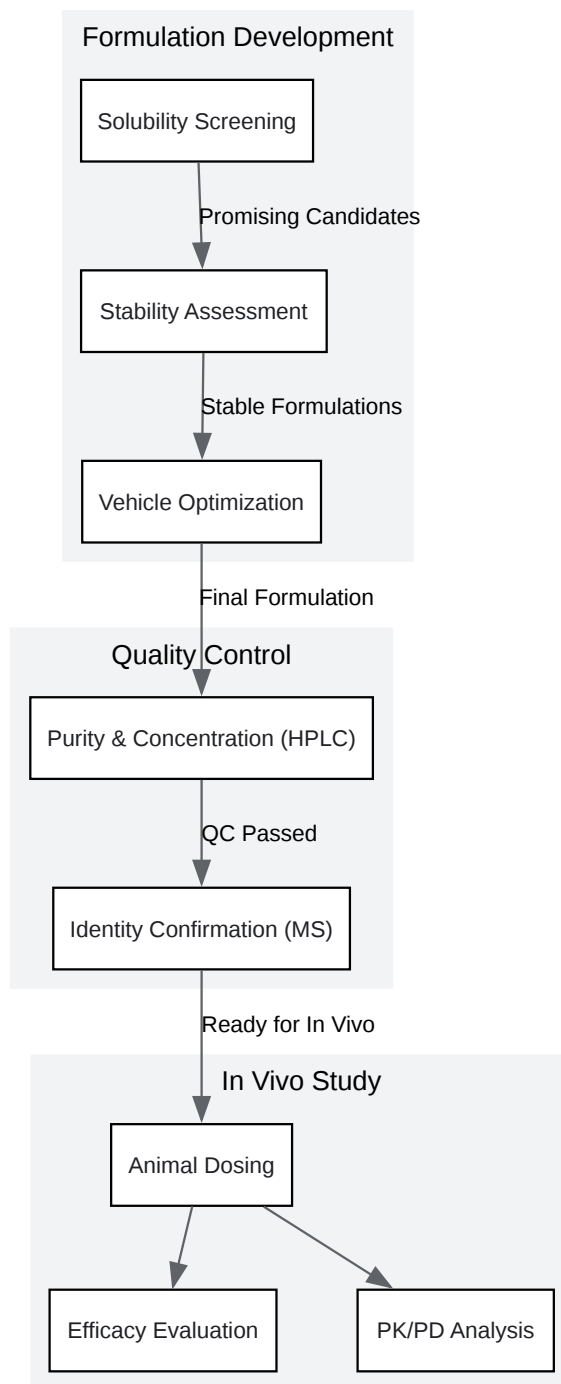 Formulation Development
Solubility Screening
Promising Candidates
Stability Assessment
Stable Formulations
Vehicle Optimization
Final Formulation
Quality Control
Purity & Concentration (HPLC)
QC Passed
Identity Confirmation (MS)
Ready for In Vivo
In Vivo Study
Animal Dosing
Efficacy Evaluation
PK/PD Analysis